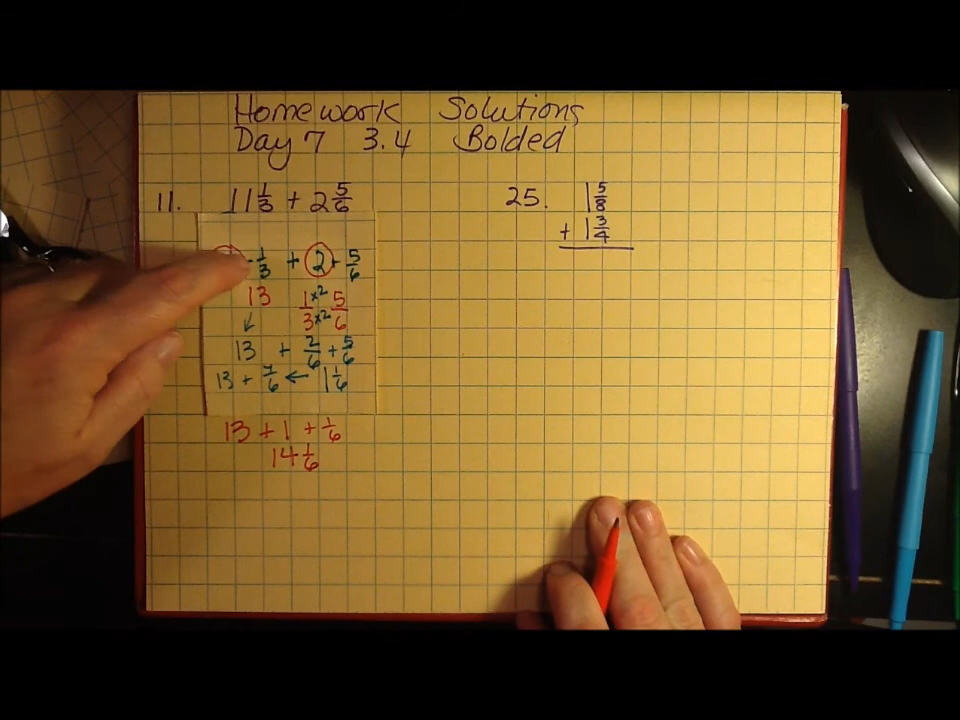 Homework Solutions
Day 7 3.4 Bolded
11. 11 1/3 + 2 5/6
1/3 + 2 + 5/6
13 1/3 x2 x2 5/6
↙
13 + 2/6 + 5/6
13 + 7/6 ← 1 1/6
13 + 1 + 1/6
14 1/6
25. 1 5/8
+ 1 3/4